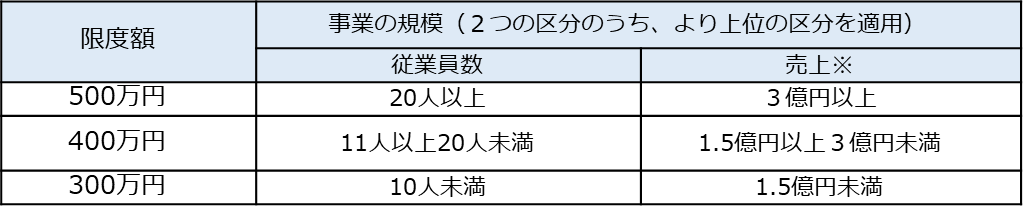 限度額
事業の規模（２つの区分のうち、より上位の区分を適用）
従業員数 売上※
500万円 20人以上 ３億円以上
400万円 11人以上20人未満 1.5億円以上３億円未満
300万円 10人未満 1.5億円未満